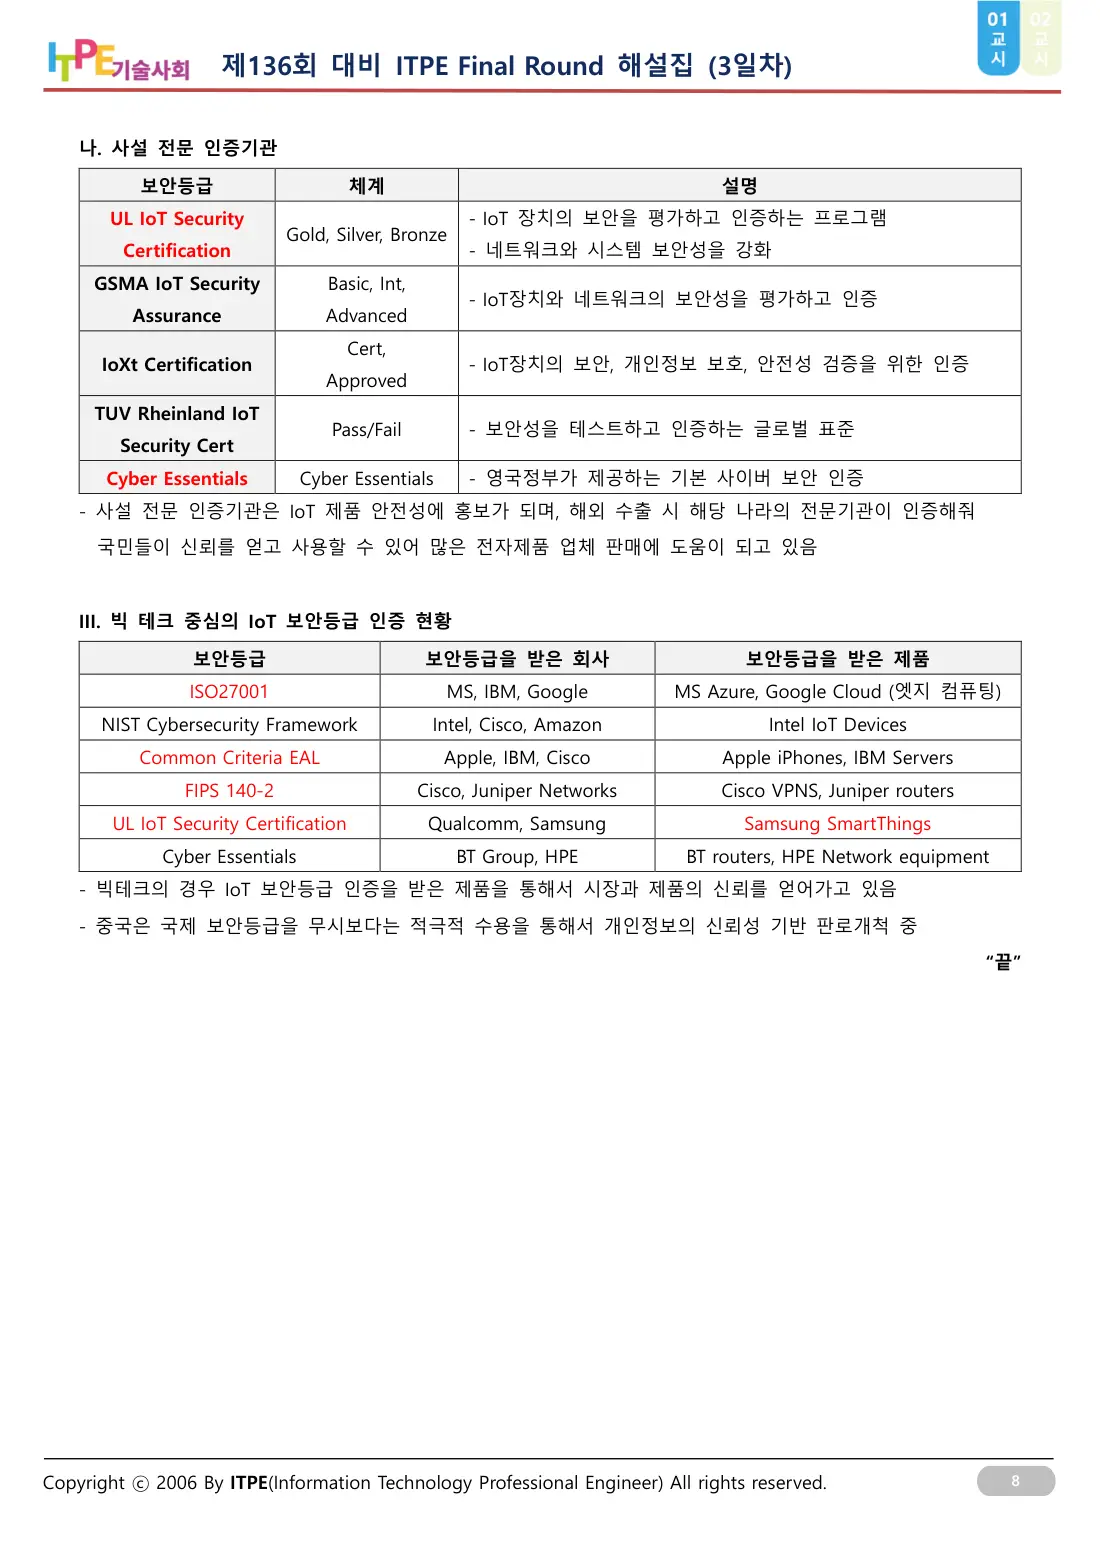 ITPE기술사회 제136회 대비 ITPE Final Round 해설집 (3일차)
01 교시
02 교시
나. 사설 전문 인증기관
보안등급 체계 설명
UL IoT Security Certification Gold, Silver, Bronze - IoT 장치의 보안을 평가하고 인증하는 프로그램
- 네트워크와 시스템 보안성을 강화
GSMA IoT Security Assurance Basic, Int, Advanced - IoT장치와 네트워크의 보안성을 평가하고 인증
IoXt Certification Cert, Approved - IoT장치의 보안, 개인정보 보호, 안전성 검증을 위한 인증
TUV Rheinland IoT Security Cert Pass/Fail - 보안성을 테스트하고 인증하는 글로벌 표준
Cyber Essentials Cyber Essentials - 영국정부가 제공하는 기본 사이버 보안 인증
- 사설 전문 인증기관은 IoT 제품 안전성에 홍보가 되며, 해외 수출 시 해당 나라의 전문기관이 인증해줘
국민들이 신뢰를 얻고 사용할 수 있어 많은 전자제품 업체 판매에 도움이 되고 있음
III. 빅 테크 중심의 IoT 보안등급 인증 현황
보안등급 보안등급을 받은 회사 보안등급을 받은 제품
ISO27001 MS, IBM, Google MS Azure, Google Cloud (엣지 컴퓨팅)
NIST Cybersecurity Framework Intel, Cisco, Amazon Intel IoT Devices
Common Criteria EAL Apple, IBM, Cisco Apple iPhones, IBM Servers
FIPS 140-2 Cisco, Juniper Networks Cisco VPNS, Juniper routers
UL IoT Security Certification Qualcomm, Samsung Samsung SmartThings
Cyber Essentials BT Group, HPE BT routers, HPE Network equipment
- 빅테크의 경우 IoT 보안등급 인증을 받은 제품을 통해서 시장과 제품의 신뢰를 얻어가고 있음
- 중국은 국제 보안등급을 무시보다는 적극적 수용을 통해서 개인정보의 신뢰성 기반 판로개척 중
“끝”
Copyright ⓒ 2006 By ITPE(Information Technology Professional Engineer) All rights reserved.
8